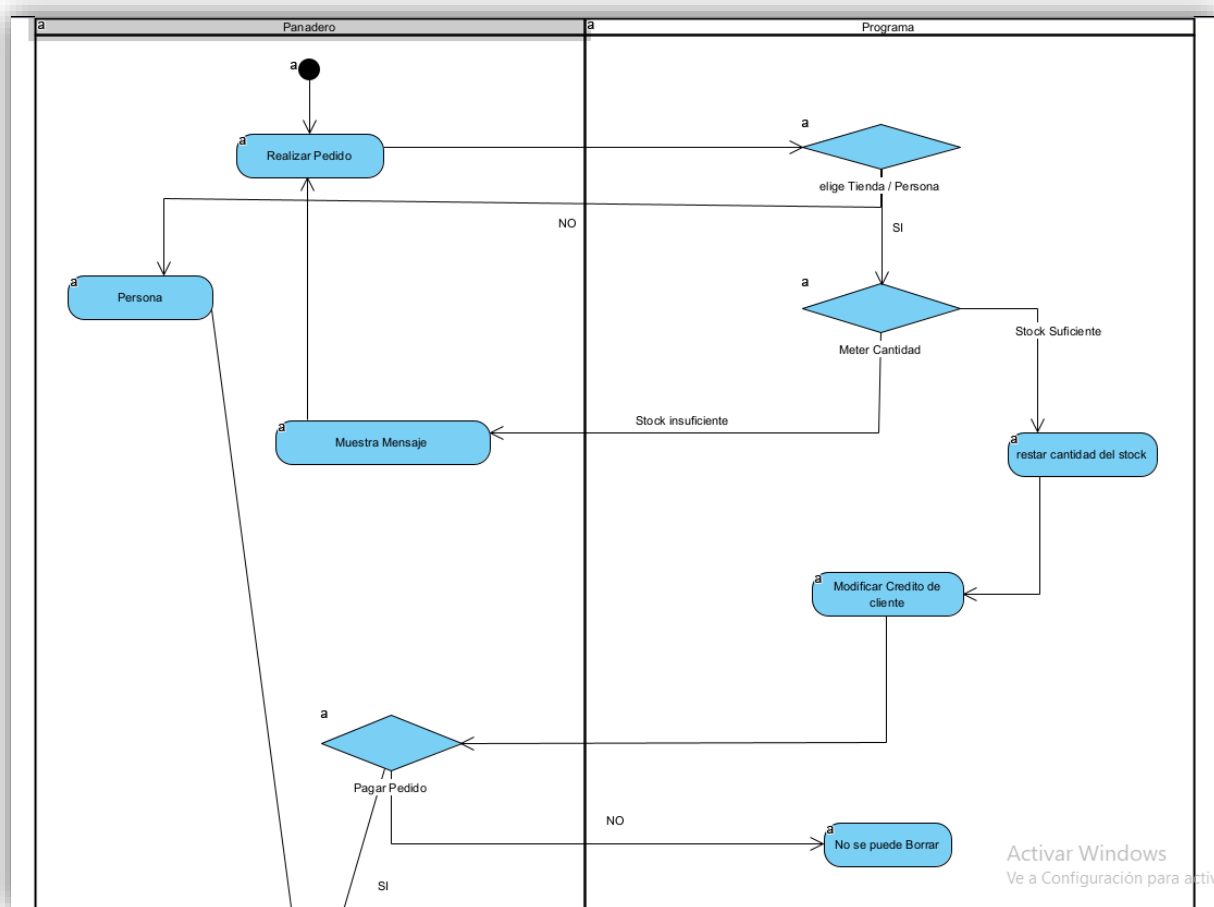 a
Panadero
a
Programa
a
a
Realizar Pedido
a
elige Tienda / Persona
NO
SI
a
Persona
a
Meter Cantidad
Stock Suficiente
Stock insuficiente
a
Muestra Mensaje
a
restar cantidad del stock
a
Modificar Credito de
cliente
a
Pagar Pedido
NO
a
No se puede Borrar
SI
Activar Windows
Ve a Configuración para activ